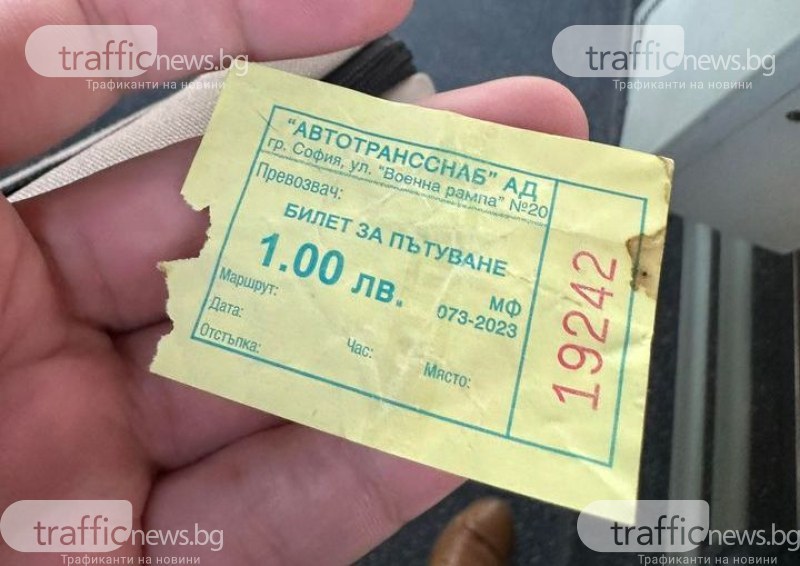 trafficnews.bg
Трафиканти на новини
trafficnews.bg
Трафиканти на новини
"АВТОТРАНССНАБ" АД
гр. София, ул. "Военна рампа" №20
Превозвач:
БИЛЕТ ЗА ПЪТУВАНЕ
1.00 ЛВ.
МФ
073-2023
Маршрут:
Дата:
Отстъпка:
Час:
Място:
19242
trafficnews.bg
Трафиканти на новини
trafficnews.bg
Трафиканти на новини